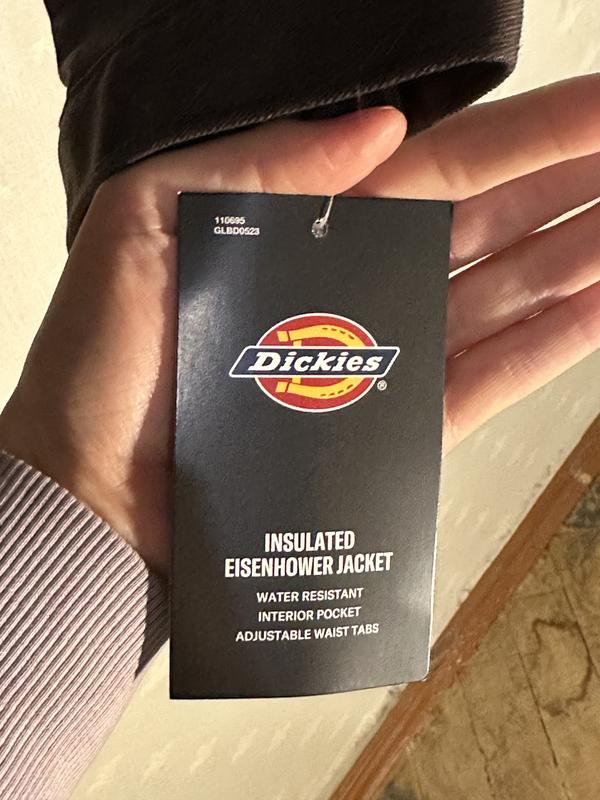 110695
GLBD0523
Dickies®
INSULATED
EISENHOWER JACKET
WATER RESISTANT
INTERIOR POCKET
ADJUSTABLE WAIST TABS